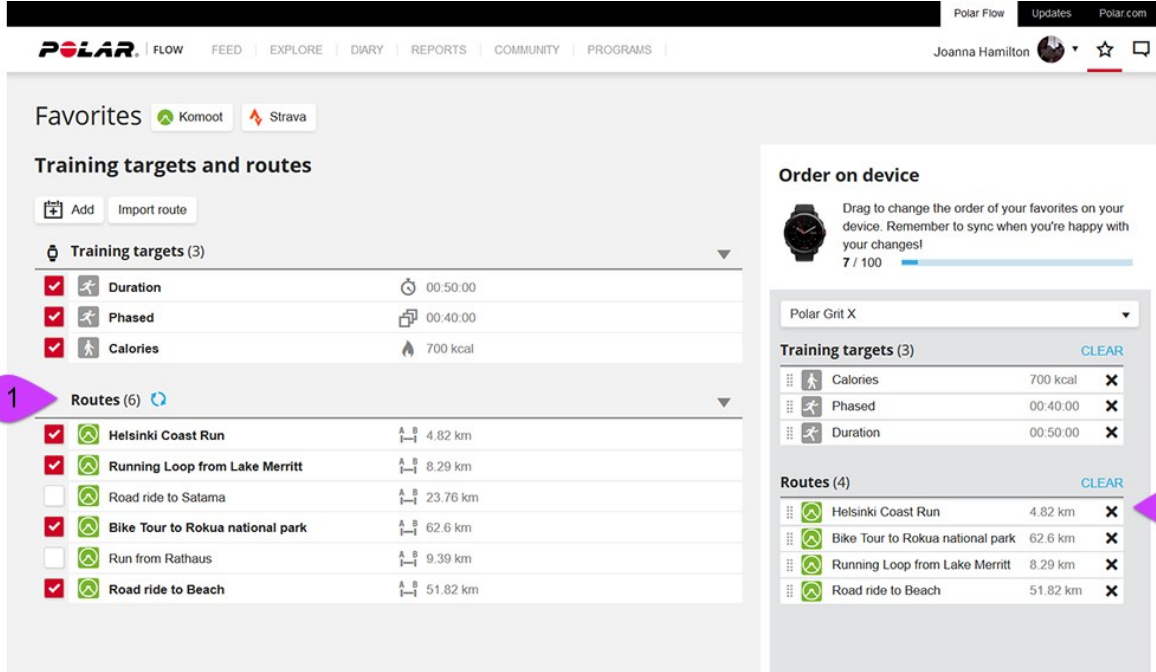 Polar Flow Updates Polar.com
POLAR. FLOW FEED EXPLORE DIARY REPORTS COMMUNITY PROGRAMS Joanna Hamilton
Favorites Komoot Strava
Training targets and routes
Add Import route
Training targets (3)
Duration 00:50:00
Phased 00:40:00
Calories 700 kcal
1
Routes (6)
Helsinki Coast Run A B 4.82 km
Running Loop from Lake Merritt A B 8.29 km
Road ride to Satama A B 23.76 km
Bike Tour to Rokua national park A B 62.6 km
Run from Rathaus A B 9.39 km
Road ride to Beach A B 51.82 km
Order on device
Drag to change the order of your favorites on your
device. Remember to sync when you're happy with
your changes!
7 / 100
Polar Grit X
Training targets (3) CLEAR
Calories 700 kcal
Phased 00:40:00
Duration 00:50:00
Routes (4) CLEAR
Helsinki Coast Run 4.82 km
Bike Tour to Rokua national park 62.6 km
Running Loop from Lake Merritt 8.29 km
Road ride to Beach 51.82 km